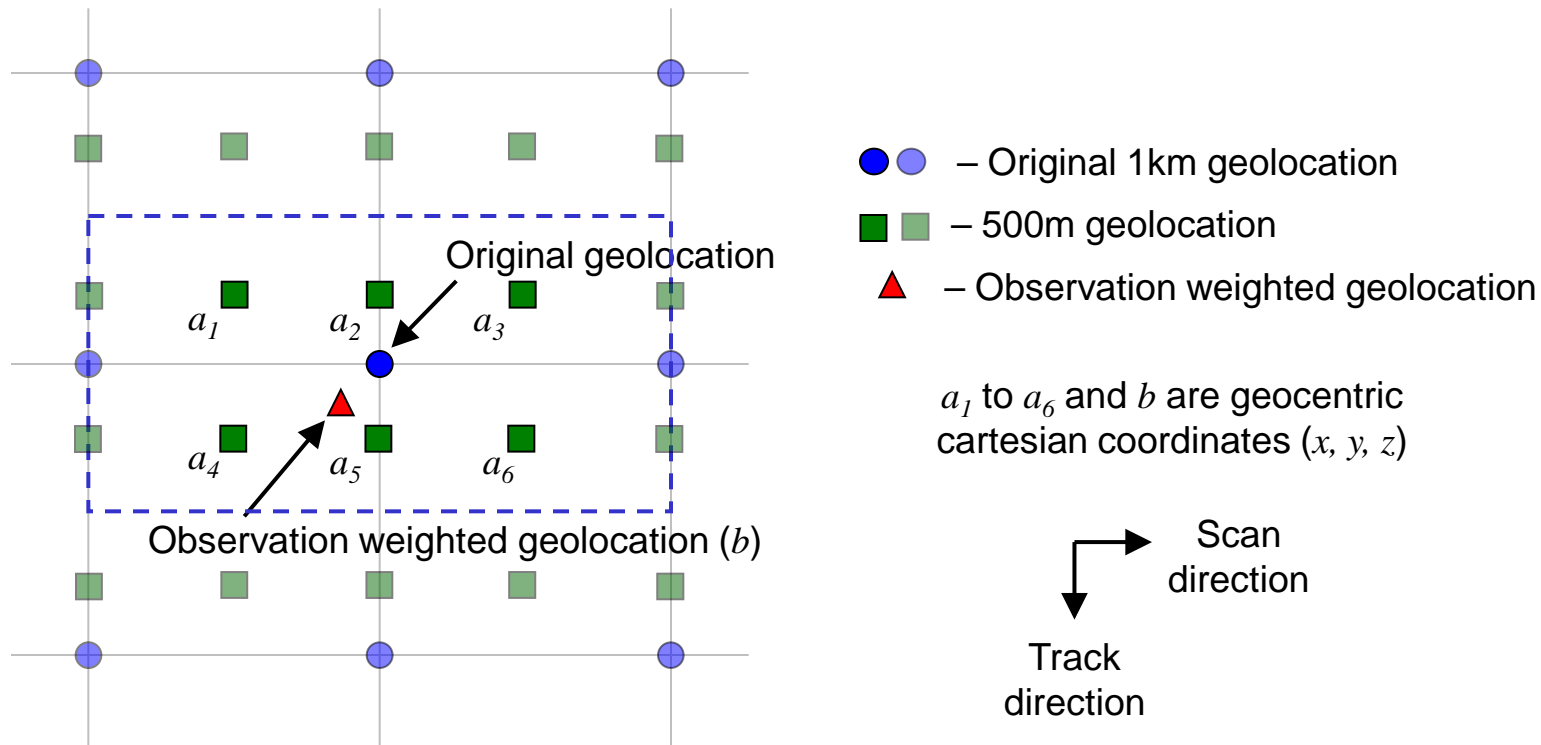 – Original 1km geolocation
– 500m geolocation
– Observation weighted geolocation
Original geolocation
a1
a2
a3
a4
a5
a6
Observation weighted geolocation (b)
a1 to a6 and b are geocentric
cartesian coordinates (x, y, z)
Scan
direction
Track
direction